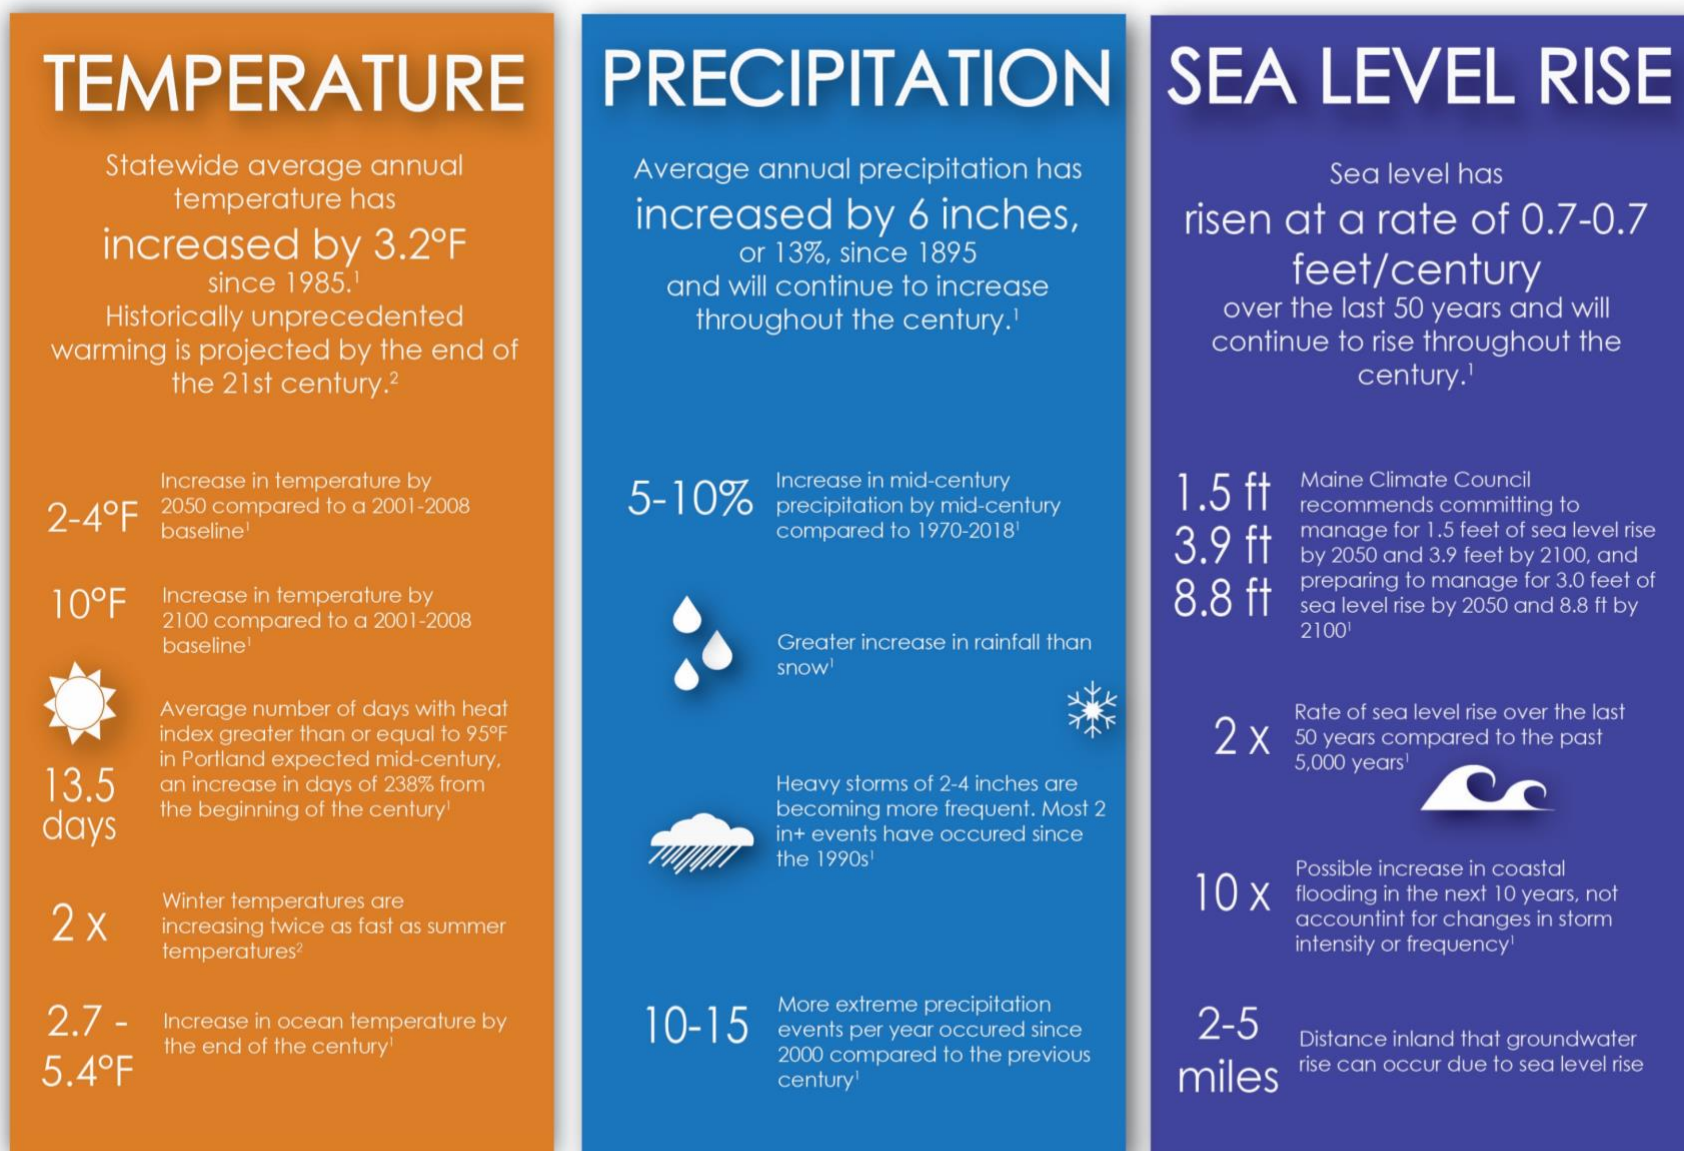 TEMPERATURE
Statewide average annual
temperature has
increased by 3.2ºF
since 1985.¹
Historically unprecedented
warming is projected by the end of
the 21st century.²
2-4ºF
Increase in temperature by
2050 compared to a 2001-2008
baseline¹
10ºF
Increase in temperature by
2100 compared to a 2001-2008
baseline¹
13.5
days
Average number of days with heat
index greater than or equal to 95ºF
in Portland expected mid-century,
an increase in days of 238% from
the beginning of the century¹
2 x
Winter temperatures are
increasing twice as fast as summer
temperatures²
2.7 -
5.4ºF
Increase in ocean temperature by
the end of the century¹
PRECIPITATION
Average annual precipitation has
increased by 6 inches,
or 13%, since 1895
and will continue to increase
throughout the century.¹
5-10%
Increase in mid-century
precipitation by mid-century
compared to 1970-2018¹
Greater increase in rainfall than
snow¹
Heavy storms of 2-4 inches are
becoming more frequent. Most 2
in+ events have occured since
the 1990s¹
10-15
More extreme precipitation
events per year occured since
2000 compared to the previous
century¹
SEA LEVEL RISE
Sea level has
risen at a rate of 0.7-0.7
feet/century
over the last 50 years and will
continue to rise throughout the
century.¹
1.5 ft
3.9 ft
8.8 ft
Maine Climate Council
recommends committing to
manage for 1.5 feet of sea level rise
by 2050 and 3.9 feet by 2100, and
preparing to manage for 3.0 feet of
sea level rise by 2050 and 8.8 ft by
2100¹
2 x
Rate of sea level rise over the last
50 years compared to the past
5,000 years¹
10 x
Possible increase in coastal
flooding in the next 10 years, not
accountint for changes in storm
intensity or frequency¹
2-5
miles
Distance inland that groundwater
rise can occur due to sea level rise